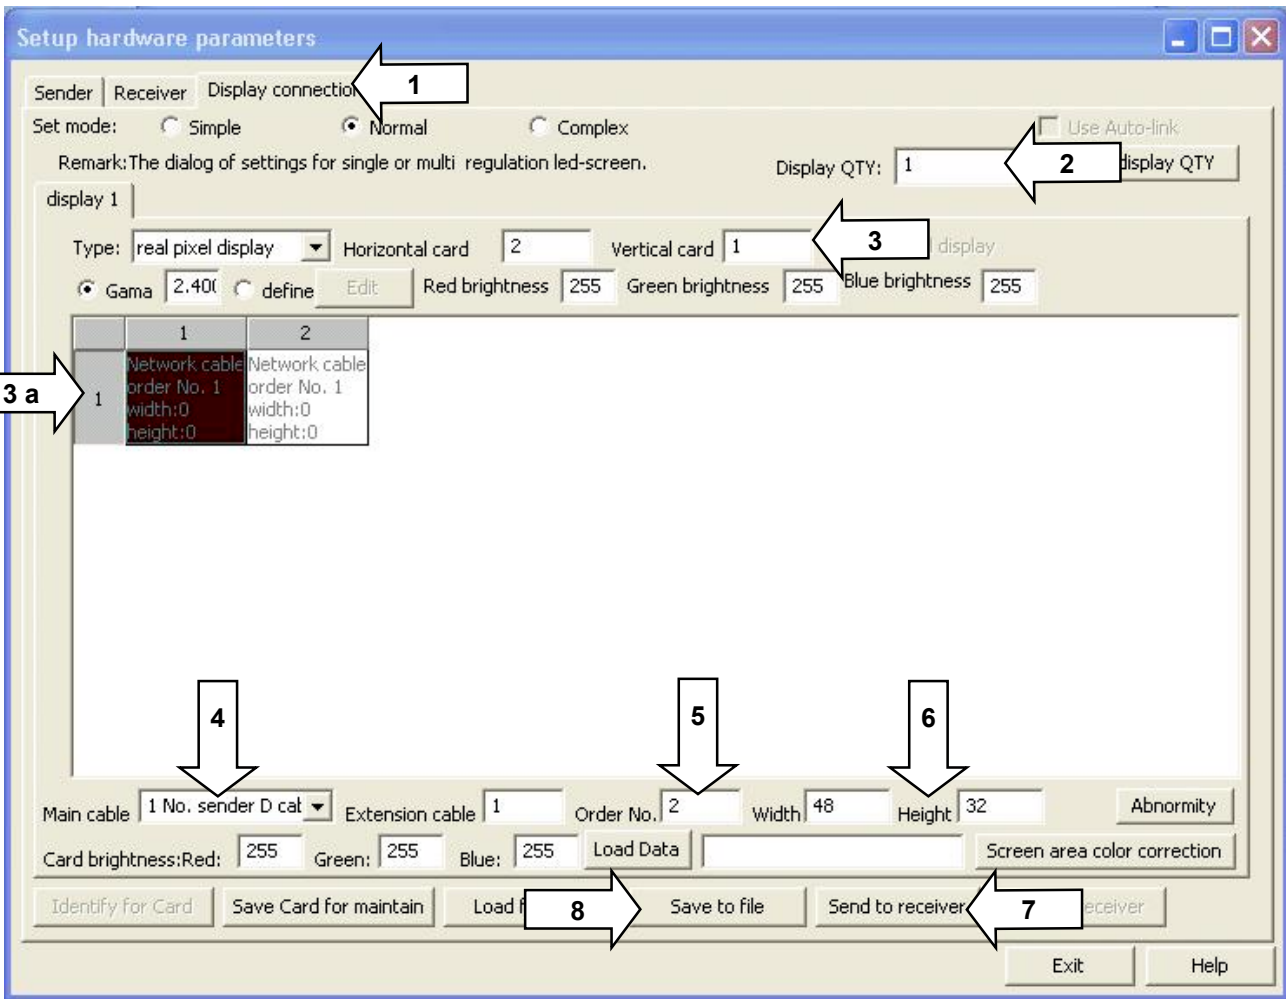 Setup hardware parameters
Sender Receiver Display connection 1
Set mode: Simple Normal Complex Use Auto-link
Remark:The dialog of settings for single or multi regulation led-screen. Display QTY: 1 2 display QTY
display 1
Type: real pixel display Horizontal card 2 Vertical card 1 3 display
Gama 2.400 define Edit Red brightness 255 Green brightness 255 Blue brightness 255
1 2
3 a 1
Network cable
order No. 1
width:0
height:0
Network cable
order No. 1
width:0
height:0
4 5 6
Main cable 1 No. sender D cab Extension cable 1 Order No. 2 Width 48 Height 32 Abnormity
Card brightness:Red: 255 Green: 255 Blue: 255 Load Data Screen area color correction
Identify for Card Save Card for maintain Load 8 Save to file Send to receiver 7 receiver
Exit Help